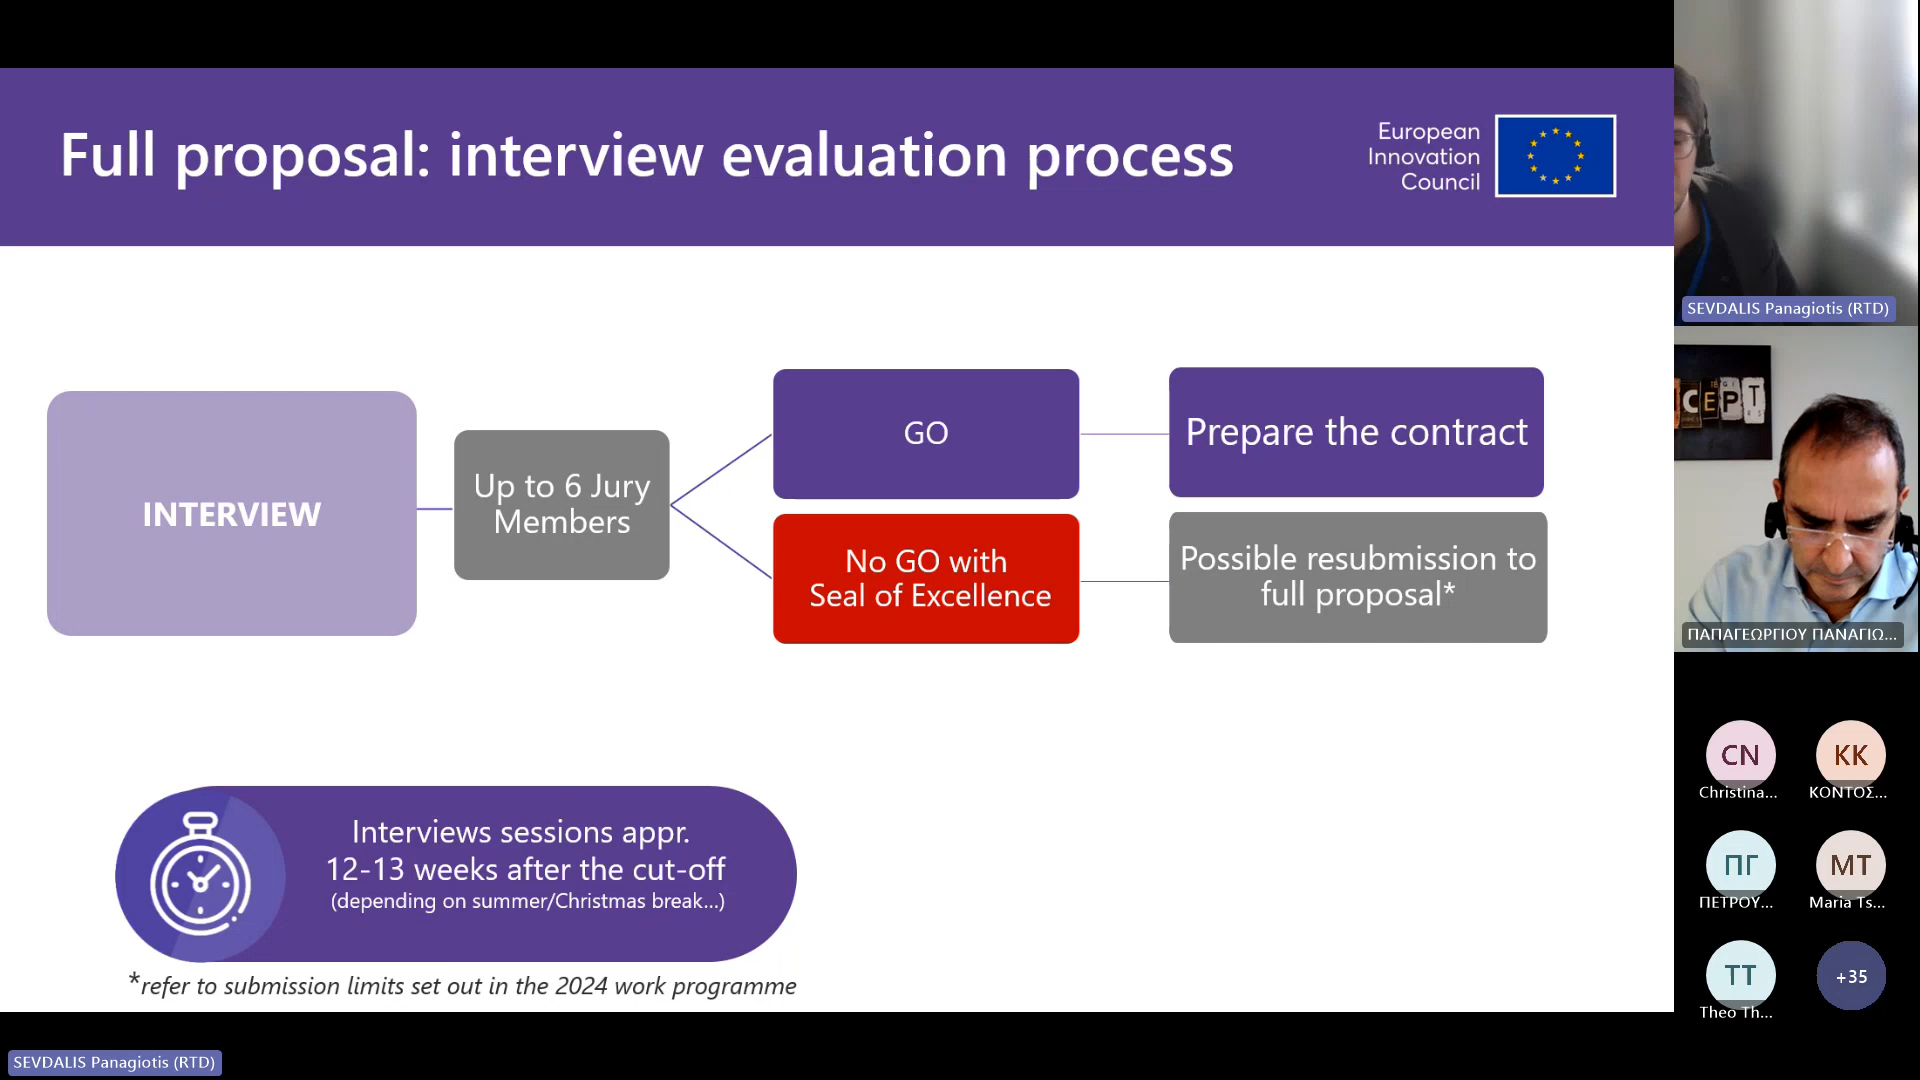 Full proposal: interview evaluation process
European
Innovation
Council
INTERVIEW
Up to 6 Jury
Members
GO
Prepare the contract
No GO with
Seal of Excellence
Possible resubmission to
full proposal*
Interviews sessions appr.
12-13 weeks after the cut-off
(depending on summer/Christmas break...)
*refer to submission limits set out in the 2024 work programme
SEVDALIS Panagiotis (RTD)
CEPT
ΠΑΠΑΓΕΩΡΓΙΟΥ ΠΑΝΑΓΙΩ...
CN
Christina...
KK
ΚΟΝΤΟΣ...
ΠΓ
ΠΕΤΡΟΥ...
MT
Maria Ts...
TT
Theo Th...
+35
SEVDALIS Panagiotis (RTD)